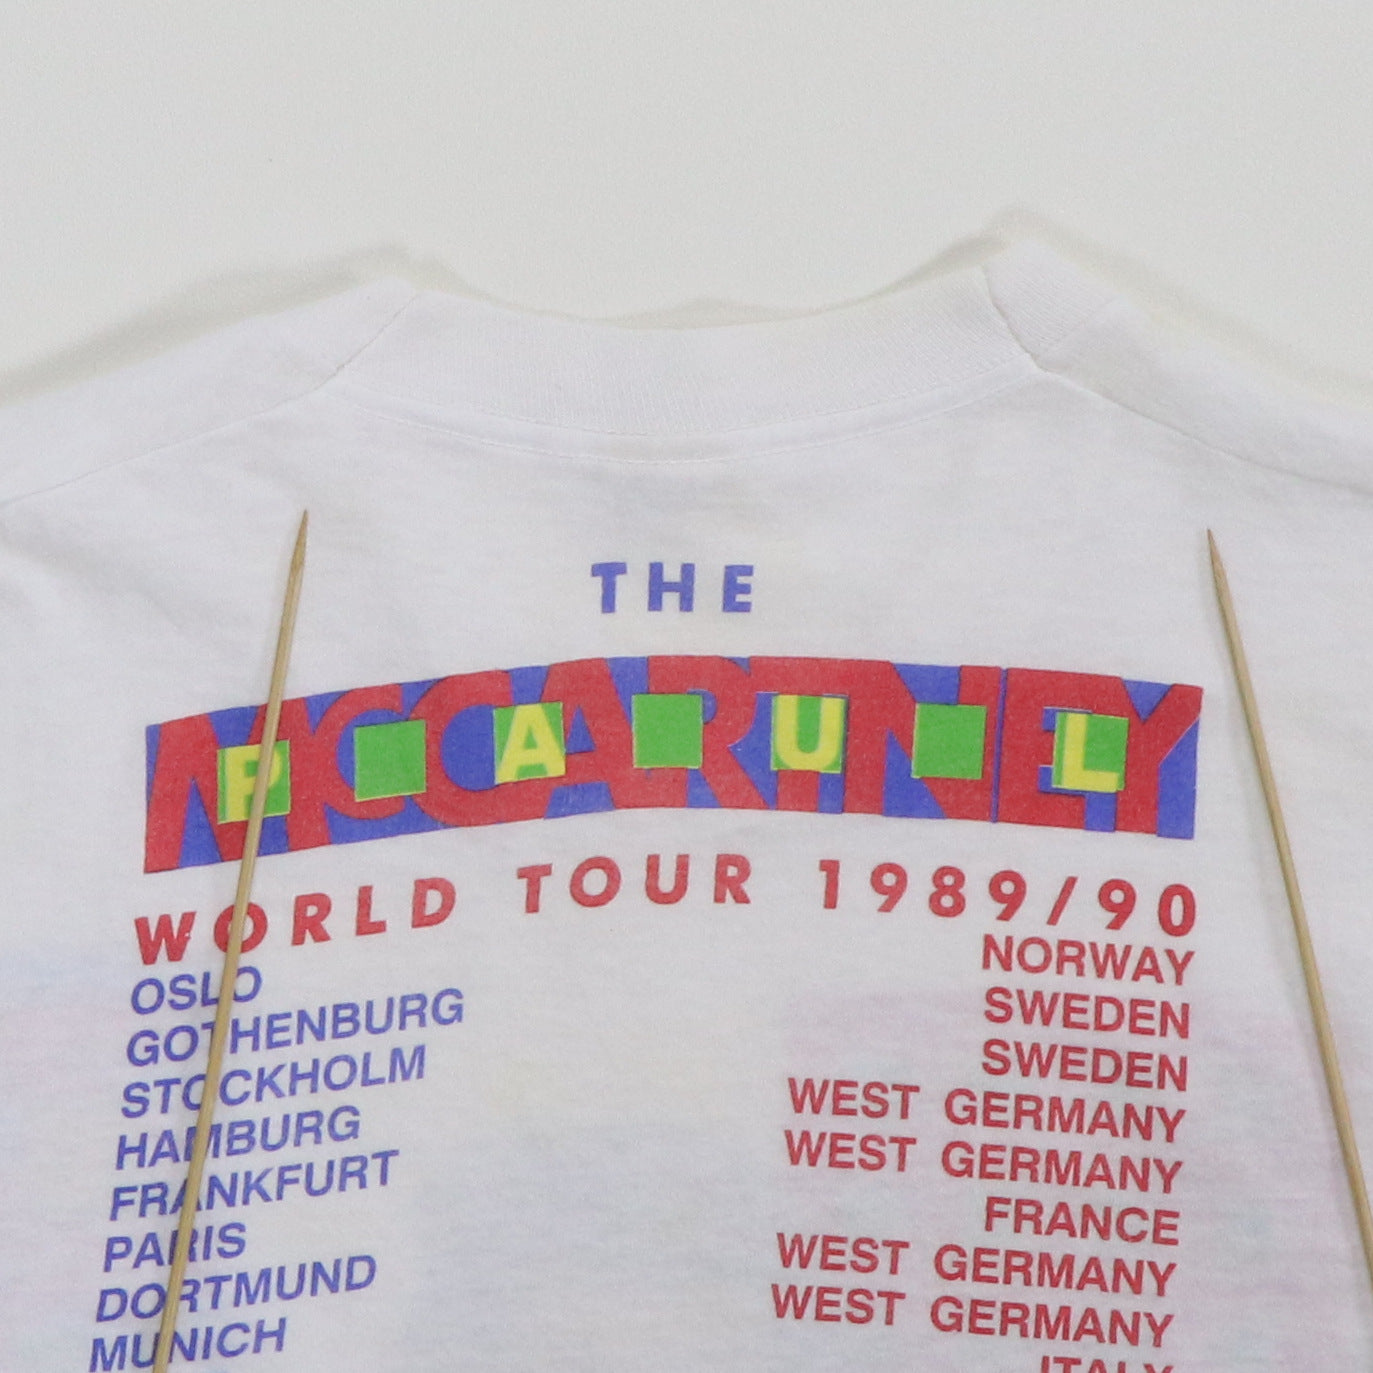 THE
MCCARTNEY
PAUL
WORLD TOUR 1989/90
OSLO NORWAY
GOTHENBURG SWEDEN
STOCKHOLM SWEDEN
HAMBURG WEST GERMANY
FRANKFURT WEST GERMANY
PARIS FRANCE
DORTMUND WEST GERMANY
MUNICH WEST GERMANY
ITALY